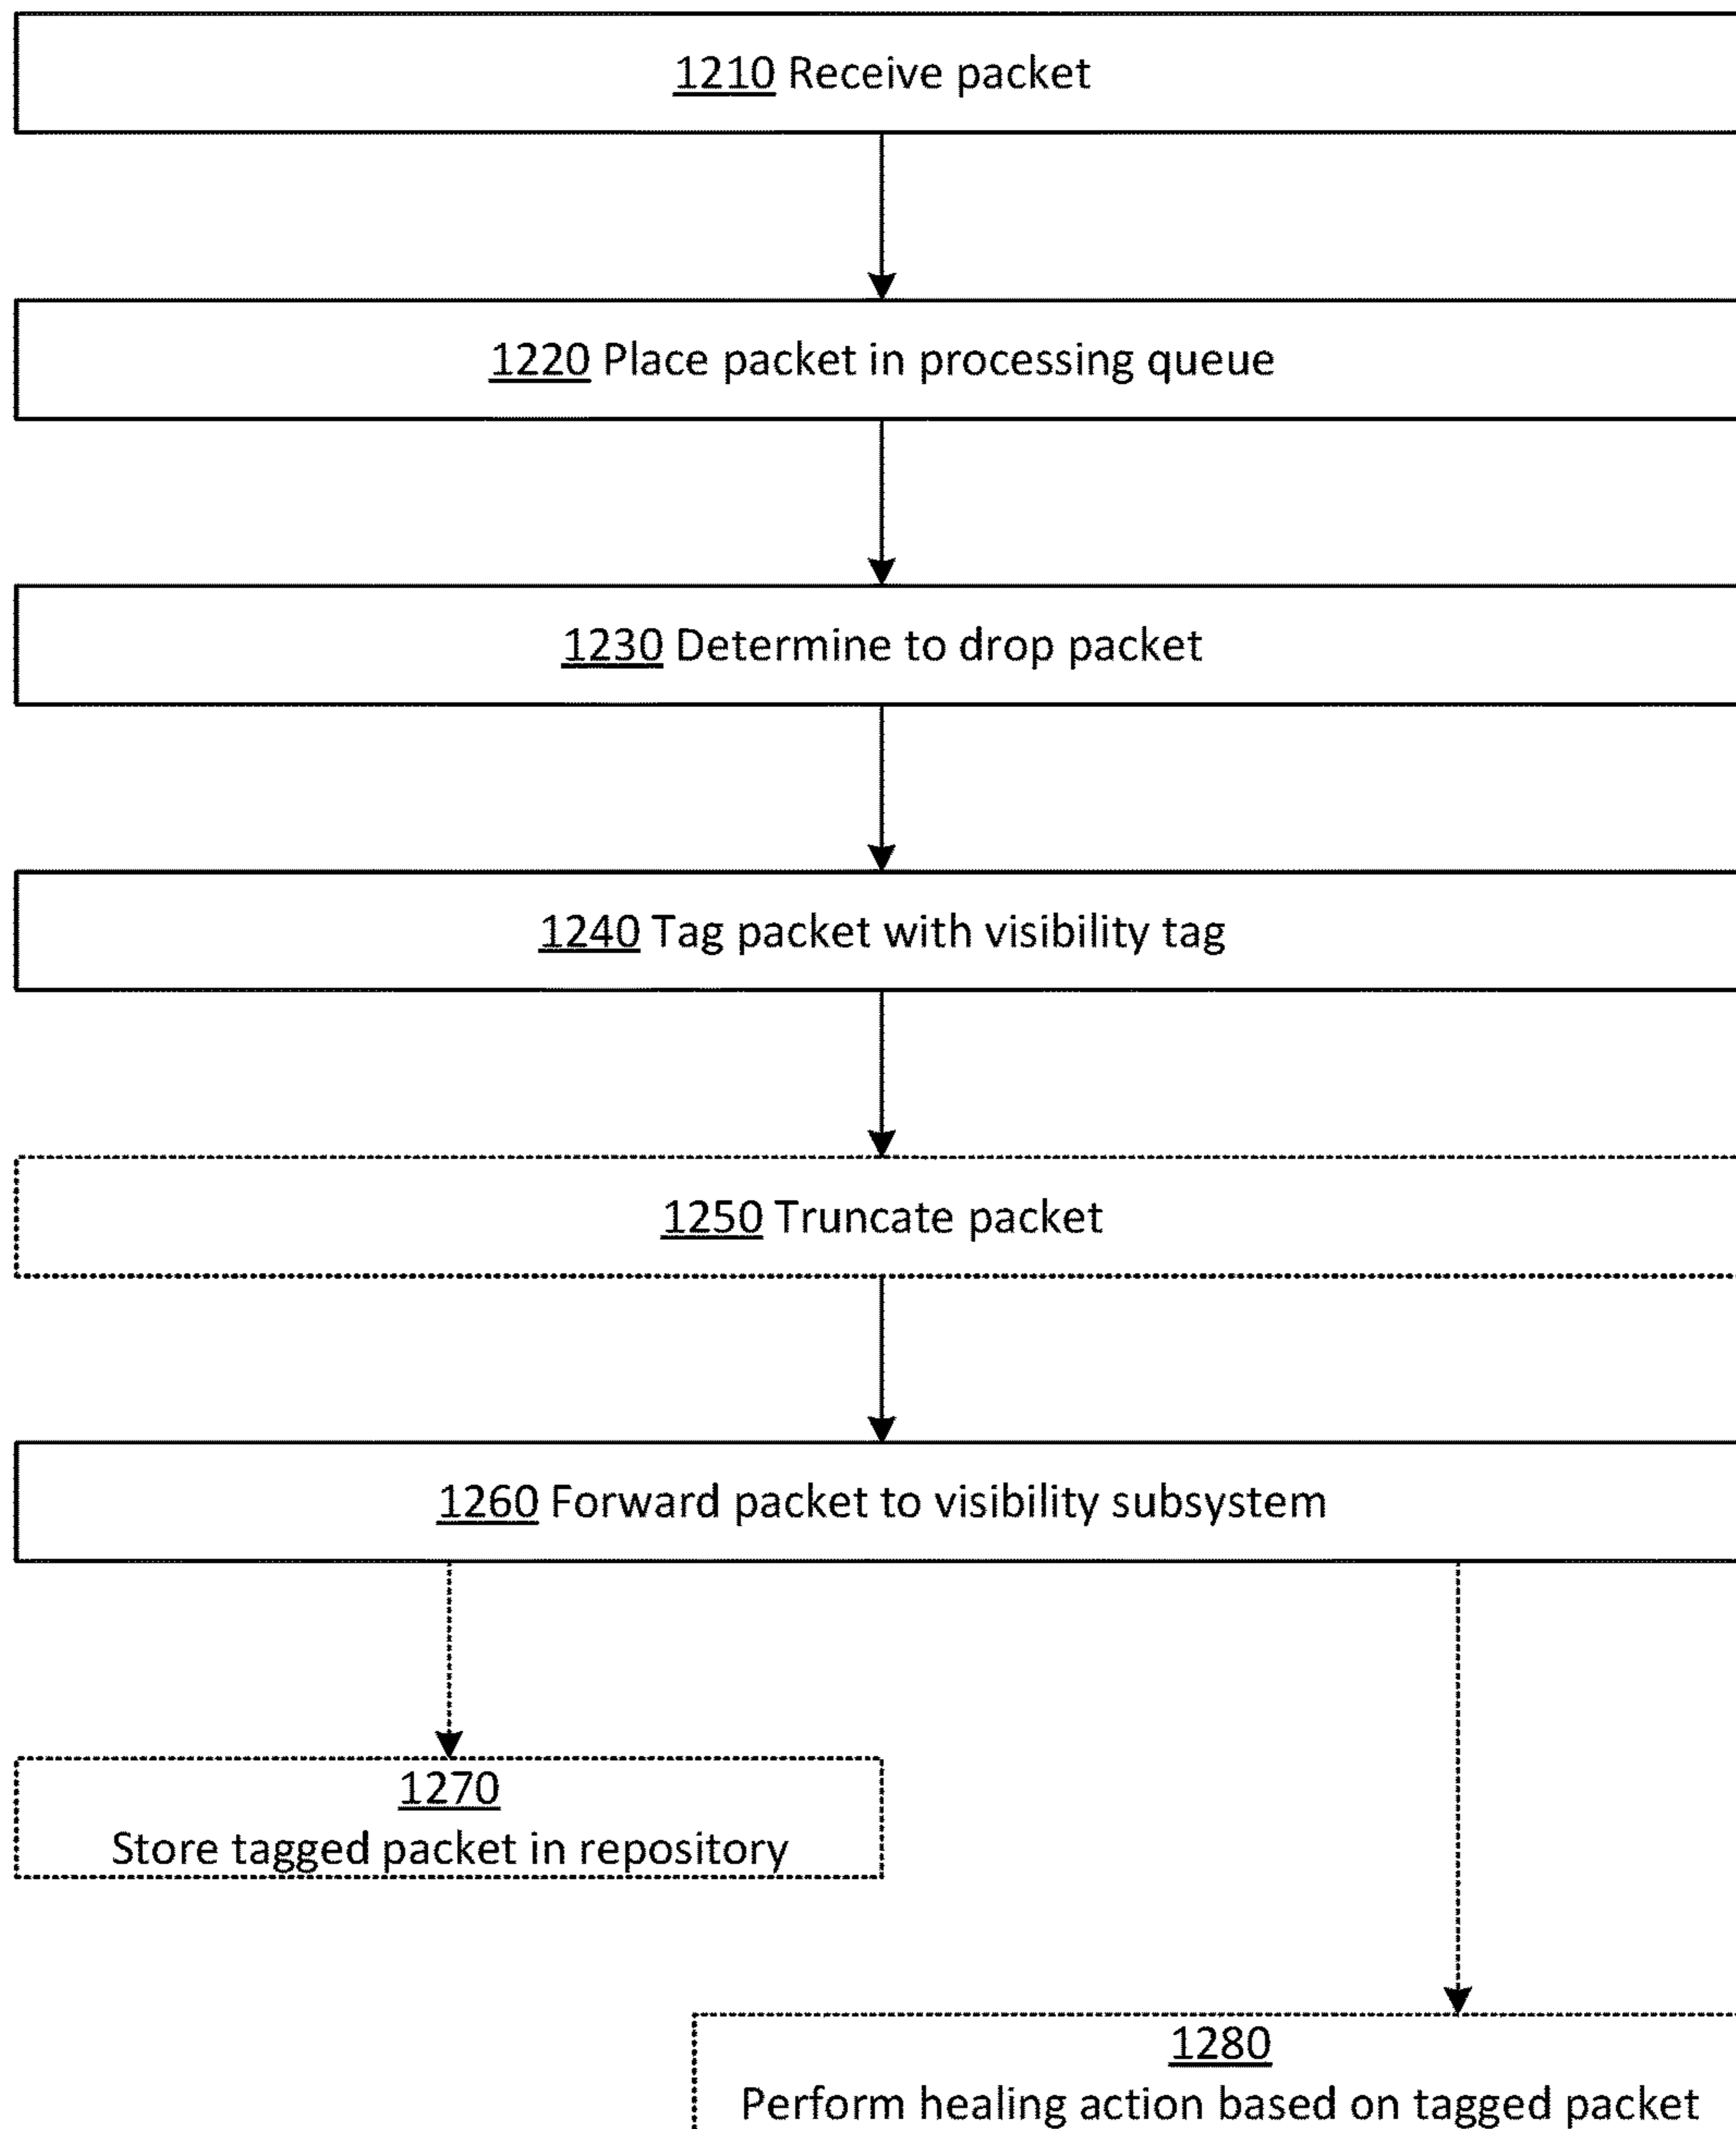 1210 Receive packet
1220 Place packet in processing queue
1230 Determine to drop packet
1240 Tag packet with visibility tag
1250 Truncate packet
1260 Forward packet to visibility subsystem
1270
Store tagged packet in repository
1280
Perform healing action based on tagged packet